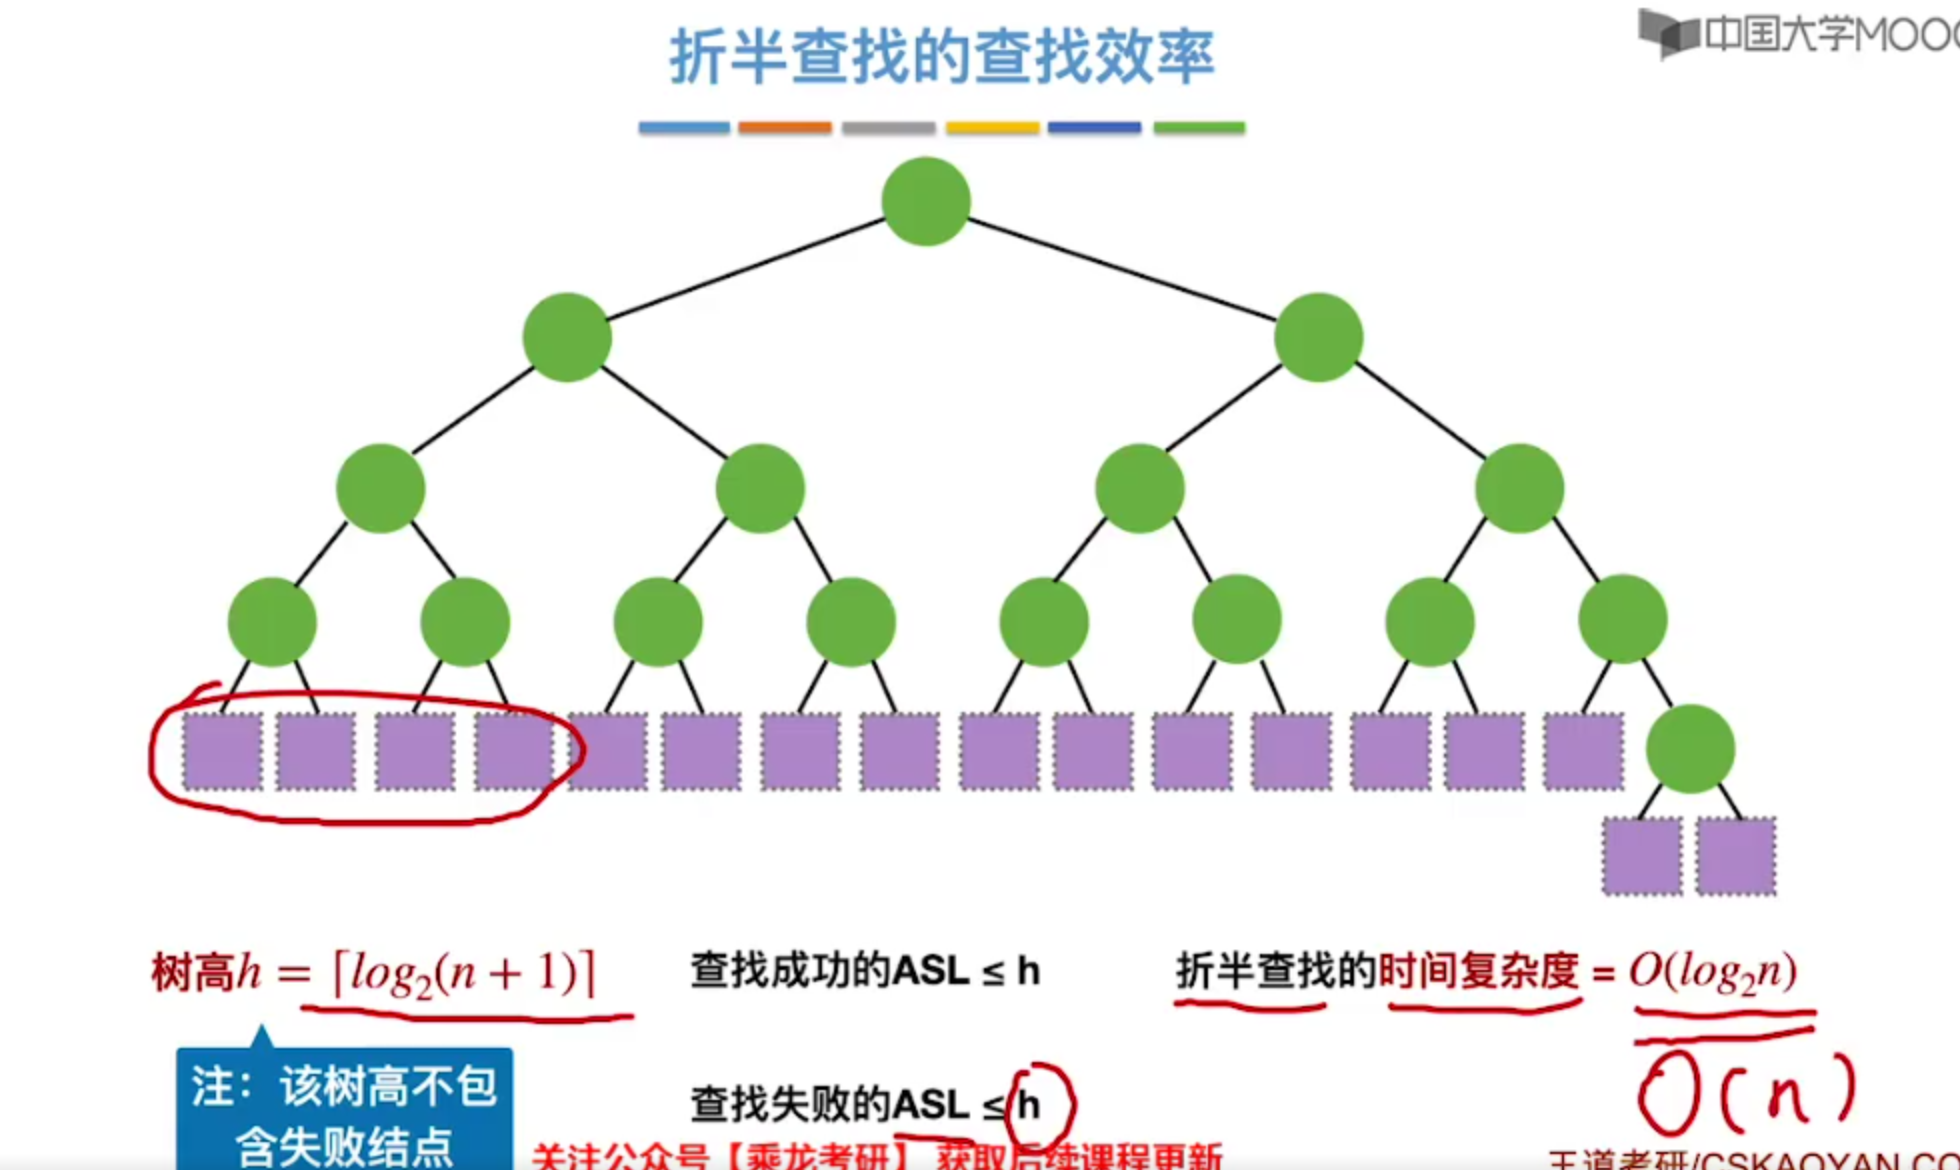 折半查找的查找效率
中国大学MOOC
树高h = ⌈log₂(n + 1)⌉
查找成功的ASL ≤ h
折半查找的时间复杂度 = O(log₂n)
注：该树高不包
含失败结点
查找失败的ASL ≤ h
O(n)
关注公众号【乘龙考研】 获取后续课程更新
王道考研/CSKAOYAN.CO